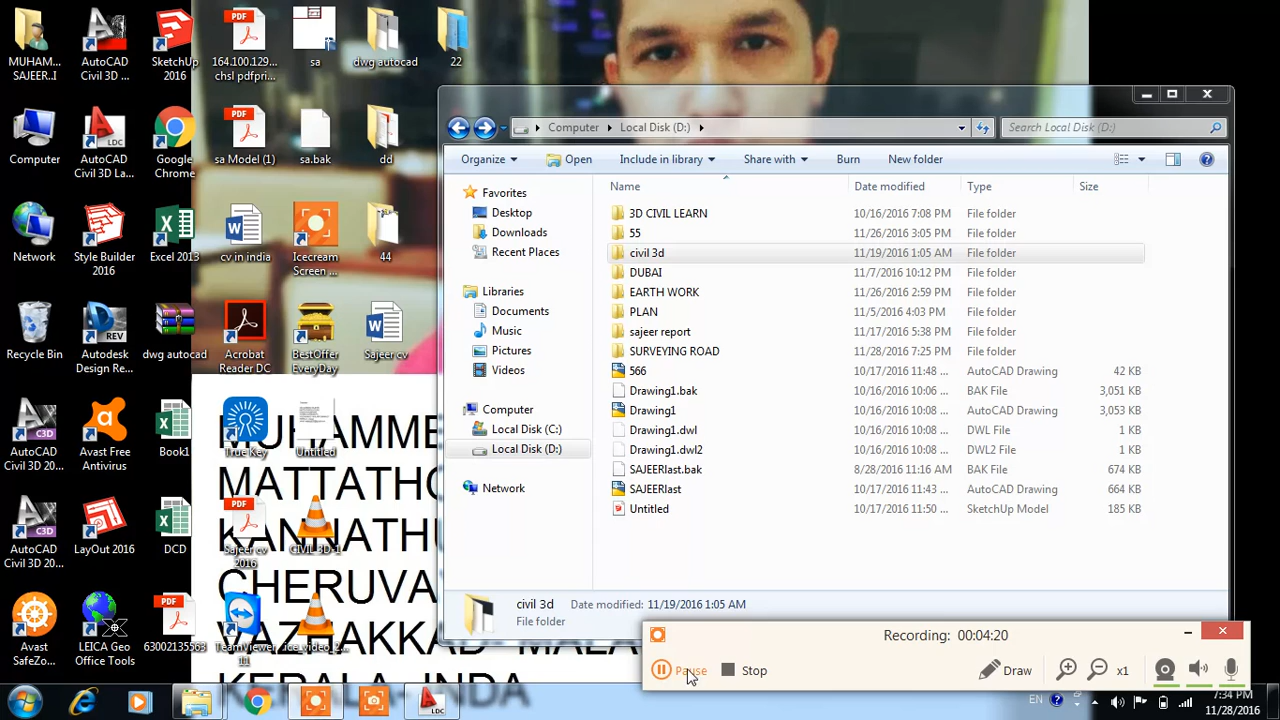 MUHAM...
SAJEER..I
AutoCAD
Civil 3D ...
SketchUp
2016
164.100.129...
chsl pdfpri...
sa
dwg autocad
22
Computer
AutoCAD
Civil 3D La...
Google
Chrome
sa Model (1)
sa.bak
dd
Network
Style Builder
2016
Excel 2013
cv in india
Icecream
Screen ...
44
Recycle Bin
Autodesk
Design Re...
dwg autocad
Acrobat
Reader DC
BestOffer
EveryDay
Sajeer cv
AutoCAD
Civil 3D 20...
Avast Free
Antivirus
Book1
True Key
Untitled
AutoCAD
Civil 3D 20...
LayOut 2016
DCD
Sajeer cv
2016
CIVIL 3D-1
Avast
SafeZo...
LEICA Geo
Office Tools
63002135563
TeamViewer
11
MUHAMME
MATTATHO
KANNATHU
CHERUVA
VAZHAKKAD MALA
KERALA-INDA
Computer Local Disk (D:)
Search Local Disk (D:)
Organize Open Include in library Share with Burn New folder
Favorites
Desktop
Downloads
Recent Places
Libraries
Documents
Music
Pictures
Videos
Computer
Local Disk (C:)
Local Disk (D:)
Network
Name Date modified Type Size
3D CIVIL LEARN 10/16/2016 7:08 PM File folder
55 11/26/2016 3:05 PM File folder
civil 3d 11/19/2016 1:05 AM File folder
DUBAI 11/7/2016 10:12 PM File folder
EARTH WORK 11/26/2016 2:59 PM File folder
PLAN 11/5/2016 4:03 PM File folder
sajeer report 11/17/2016 5:38 PM File folder
SURVEYING ROAD 11/28/2016 7:25 PM File folder
566 10/17/2016 11:48 ... AutoCAD Drawing 42 KB
Drawing1.bak 10/16/2016 10:06 ... BAK File 3,051 KB
Drawing1 10/16/2016 10:08 ... AutoCAD Drawing 3,053 KB
Drawing1.dwl 10/16/2016 10:08 ... DWL File 1 KB
Drawing1.dwl2 10/16/2016 10:08 ... DWL2 File 1 KB
SAJEERlast.bak 8/28/2016 11:16 AM BAK File 674 KB
SAJEERlast 10/17/2016 11:43 ... AutoCAD Drawing 664 KB
Untitled 10/17/2016 11:50 ... SketchUp Model 185 KB
civil 3d Date modified: 11/19/2016 1:05 AM
File folder
Recording: 00:04:20
Pause Stop Draw x1
EN
7:34 PM
11/28/2016